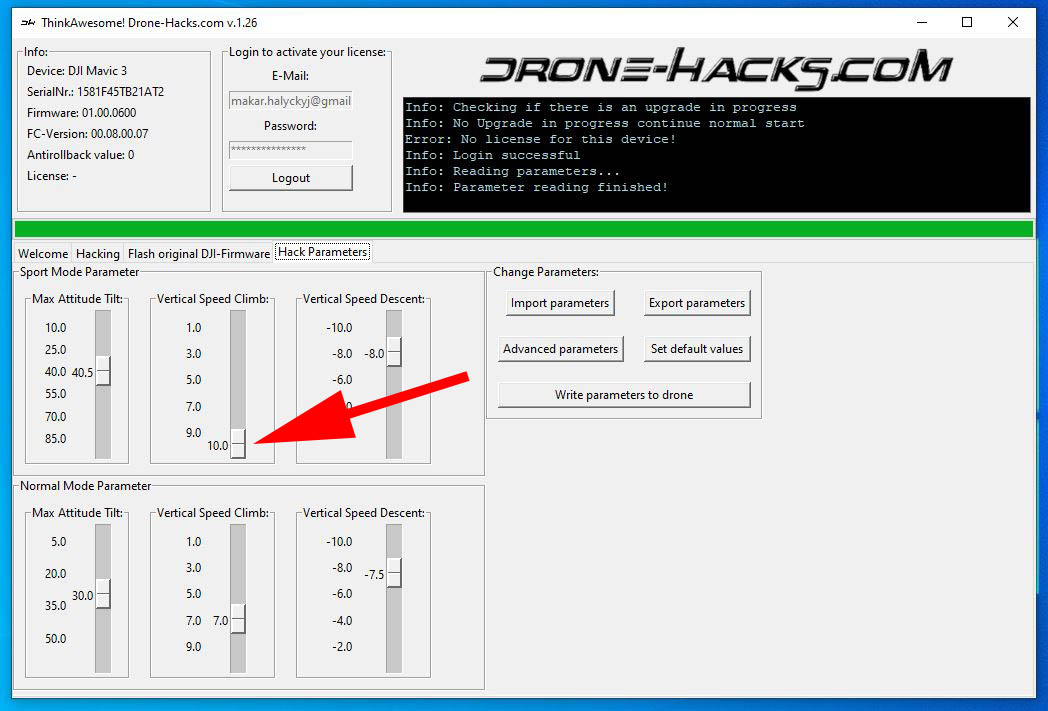 ThinkAwesome! Drone-Hacks.com v.1.26
Info:
Device: DJI Mavic 3
SerialNr.: 1581F45TB21AT2
Firmware: 01.00.0600
FC-Version: 00.08.00.07
Antirollback value: 0
License: -
Login to activate your license:
E-Mail:
makar.halyckyj@gmail
Password:
***************
Logout
DRONE-HACKS.COM
Info: Checking if there is an upgrade in progress
Info: No Upgrade in progress continue normal start
Error: No license for this device!
Info: Login successful
Info: Reading parameters...
Info: Parameter reading finished!
Welcome Hacking Flash original DJI-Firmware Hack Parameters
Sport Mode Parameter
Max Attitude Tilt:
10.0
25.0
40.0 40.5
55.0
70.0
85.0
Vertical Speed Climb:
1.0
3.0
5.0
7.0
9.0
10.0
Vertical Speed Descent:
-10.0
-8.0 -8.0
-6.0
Change Parameters:
Import parameters Export parameters
Advanced parameters Set default values
Write parameters to drone
Normal Mode Parameter
Max Attitude Tilt:
5.0
20.0
30.0
35.0
50.0
Vertical Speed Climb:
1.0
3.0
5.0
7.0 7.0
9.0
Vertical Speed Descent:
-10.0
-8.0
-7.5
-6.0
-4.0
-2.0